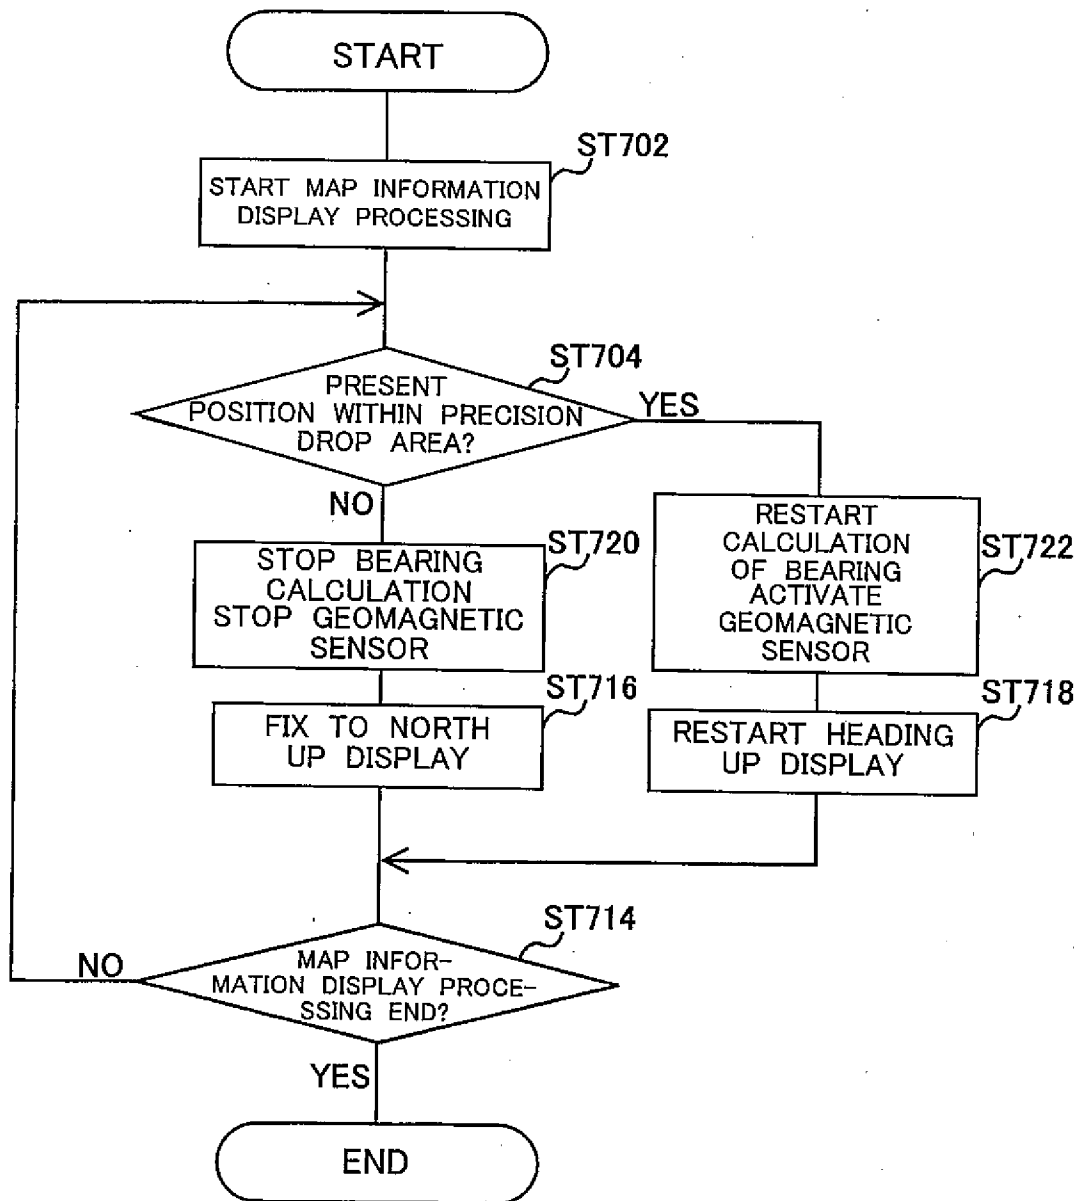 START
ST702
START MAP INFORMATION
DISPLAY PROCESSING
ST704
PRESENT
POSITION WITHIN PRECISION
DROP AREA?
YES
NO
ST720
STOP BEARING
CALCULATION
STOP GEOMAGNETIC
SENSOR
ST722
RESTART
CALCULATION
OF BEARING
ACTIVATE
GEOMAGNETIC
SENSOR
ST716
FIX TO NORTH
UP DISPLAY
ST718
RESTART HEADING
UP DISPLAY
ST714
MAP INFOR-
MATION DISPLAY PROCE-
SSING END?
NO
YES
END